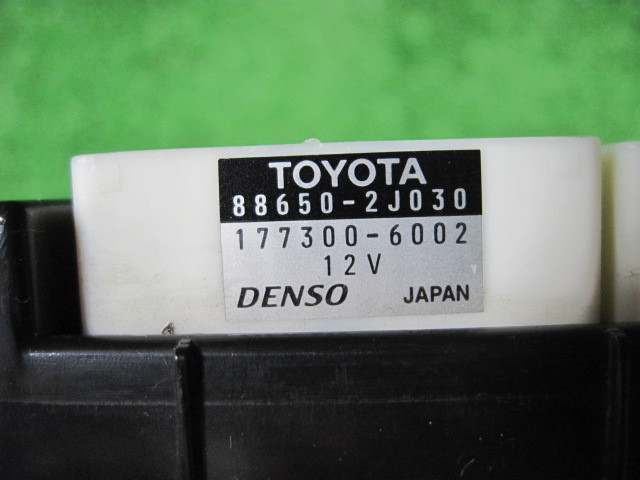 TOYOTA
88650-2J030
177300-6002
12V
DENSO JAPAN